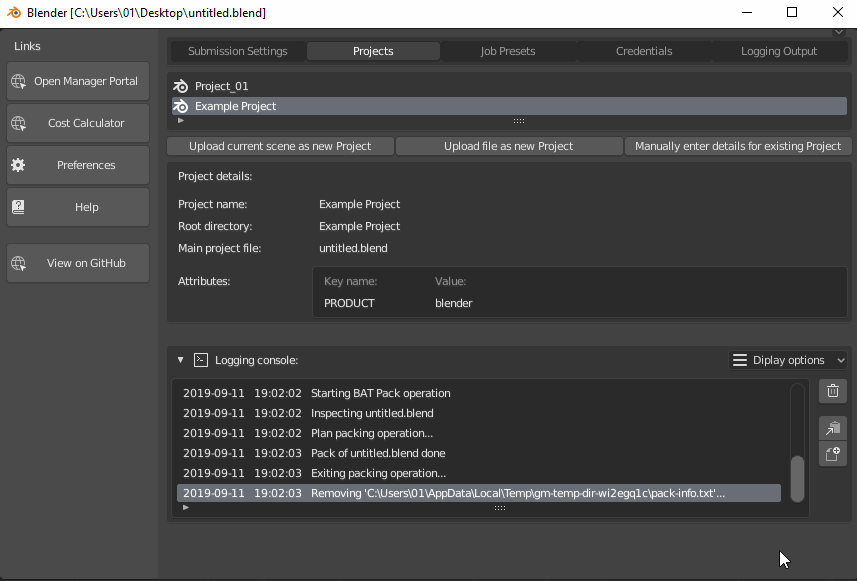 Blender [C:\Users\01\Desktop\untitled.blend]
Links
Open Manager Portal
Cost Calculator
Preferences
Help
View on GitHub
Submission Settings Projects Job Presets Credentials Logging Output
Project_01
Example Project
Upload current scene as new Project Upload file as new Project Manually enter details for existing Project
Project details:
Project name: Example Project
Root directory: Example Project
Main project file: untitled.blend
Attributes: Key name: Value:
PRODUCT blender
Logging console: Diplay options
2019-09-11 19:02:02 Starting BAT Pack operation
2019-09-11 19:02:02 Inspecting untitled.blend
2019-09-11 19:02:02 Plan packing operation...
2019-09-11 19:02:03 Pack of untitled.blend done
2019-09-11 19:02:03 Exiting packing operation...
2019-09-11 19:02:03 Removing 'C:\Users\01\AppData\Local\Temp\gm-temp-dir-wi2egq1c\pack-info.txt'...